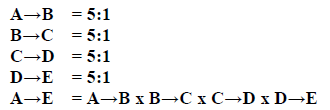 A→B = 5:1
B→C = 5:1
C→D = 5:1
D→E = 5:1
A→E = A→B x B→C x C→D x D→E